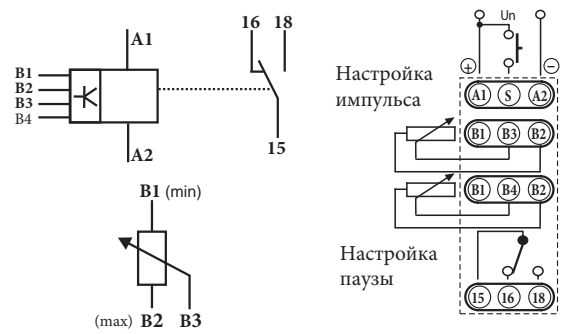 16 18
A1
B1
B2
B3
B4
A2
15
B1 (min)
(max) B2 B3
Un
+ −
Настройка
импульса
A1 S A2
B1 B3 B2
B1 B4 B2
Настройка
паузы
15 16 18